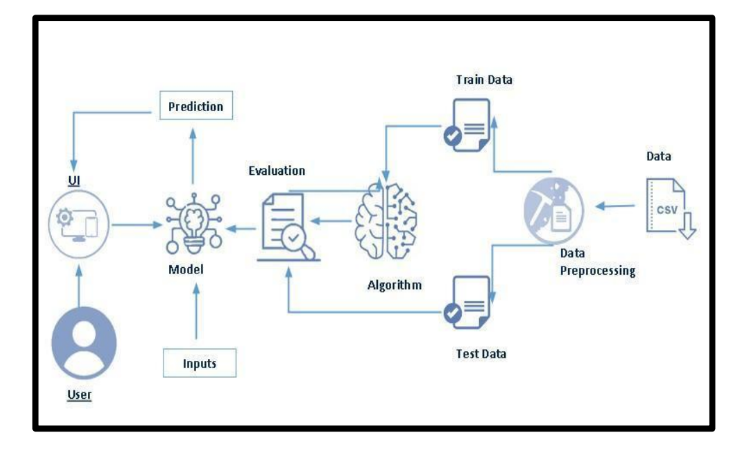 Train Data
Prediction
Evaluation
Data
UI
CSV
Model
Algorithm
Data
Preprocessing
Inputs
Test Data
User